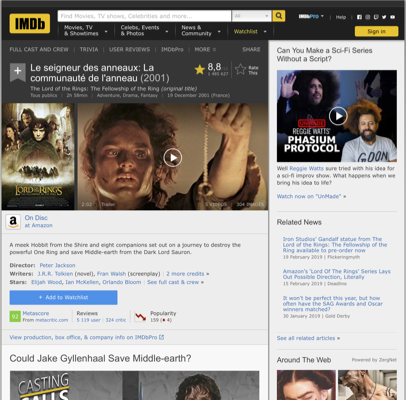 IMDb
Find Movies, TV shows, Celebrities and more...
All
IMDbPro
Help
Movies, TV
& Showtimes
Celebs, Events
& Photos
News &
Community
Watchlist
Sign in
FULL CAST AND CREW | TRIVIA | USER REVIEWS | IMDbPro | MORE
SHARE
Le seigneur des anneaux: La
communauté de l'anneau (2001)
8,8
Rate
This
The Lord of the Rings: The Fellowship of the Ring (original title)
Tous publics | 2h 58min | Adventure, Drama, Fantasy | 19 December 2001 (France)
THE LORD OF THE RINGS
2:02 Trailer
On Disc
at Amazon
A meek Hobbit from the Shire and eight companions set out on a journey to destroy
the powerful One Ring and save Middle-earth from the Dark Lord Sauron.
Director: Peter Jackson
Writers: J.R.R. Tolkien (novel), Fran Walsh (screenplay) | 2 more credits »
Stars: Elijah Wood, Ian McKellen, Orlando Bloom | See full cast & crew »
+ Add to Watchlist
92
Metascore
From metacritic.com
Reviews
5 119 user | 324 critic
Popularity
159
View production, box office, & company info on IMDbPro
Could Jake Gyllenhaal Save Middle-earth?
CASTING
Can You Make a Sci-Fi Series
Without a Script?
REGGIE WATTS'
PHASIUM
PROTOCOL
Well Reggie Watts sure tried with his idea for
a sci-fi improv show. What happens when we
bring his idea to life?
Watch now on "UnMade" »
Related News
Iron Studios' Gandalf statue from The
Lord of the Rings: The Fellowship of the Ring
available to pre-order now
19 February 2019 | Flickeringmyth
Amazon's 'Lord Of The Rings' Series Lays
Out Possible Direction, Literally
15 February 2019 | Deadline
It won't be perfect this year, but how
often have the SAG Awards and Oscar
winners matched?
30 January 2019 | Gold Derby
See all related articles »
Around The Web
Powered by ZergNet